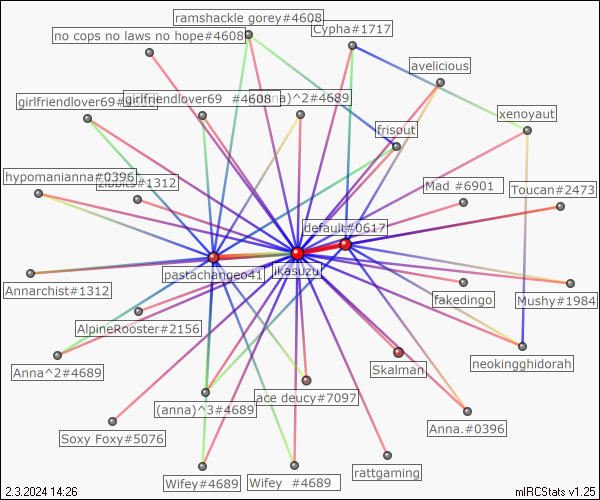 ramshackle gorey#4608
Cypha#1717
no cops no laws no hope#4608
avelicious
girlfriendlover69
girlfriendlover69 #4608
)^2#4689
xenoyaut
frisout
hypomanianna#0396
#1312
Mad #6901
Toucan#2473
default#0617
pastachangeo41
ikasuzu
Annarchist#1312
fakedingo
Mushy#1984
AlpineRooster#2156
Anna^2#4689
Skalman
neokingghidorah
ace deucy#7097
(anna)^3#4689
Anna.#0396
Soxy Foxy#5076
rattgaming
Wifey#4689
Wifey #4689
2.3.2024 14:26
mIRCStats v1.25